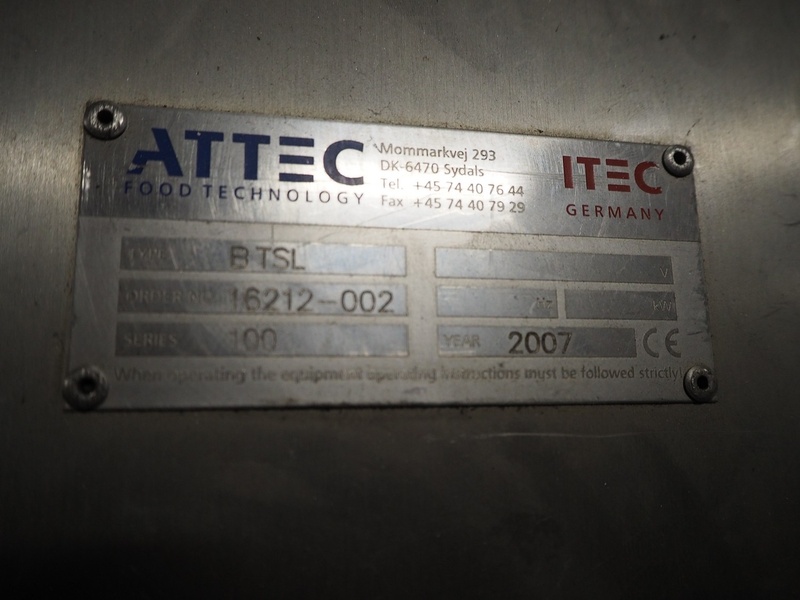 ATTEC
FOOD TECHNOLOGY
Mommarkvej 293
DK-6470 Sydals
Tel. +45 74 40 76 44
Fax +45 74 40 79 29
ITEC
GERMANY
TYPE B TSL
V
ORDER NO. 16212-002
Hz
kW
SERIES 100
YEAR 2007 CE
When operating the equipment operating instructions must be followed strictly!